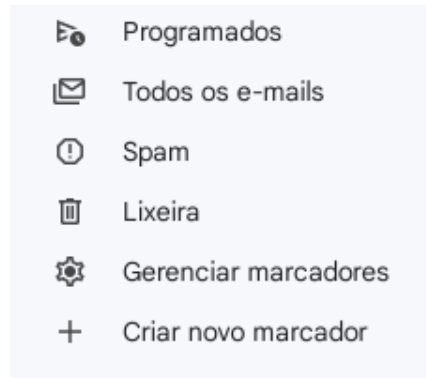 Programados
Todos os e-mails
Spam
Lixeira
Gerenciar marcadores
Criar novo marcador